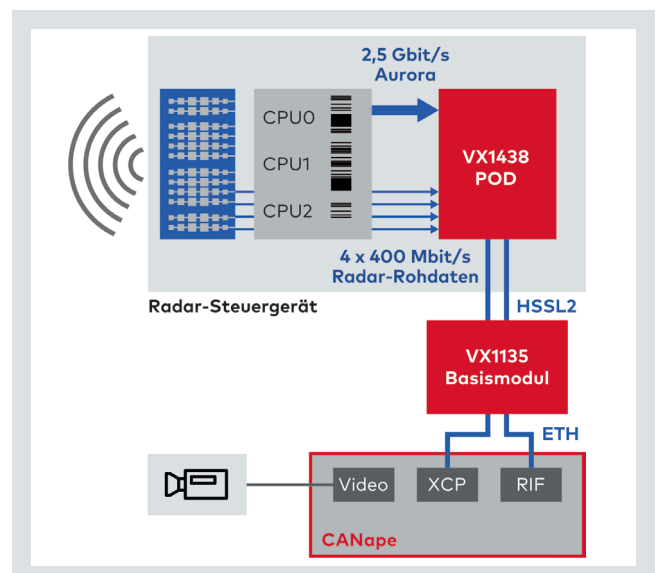 2,5 Gbit/s
Aurora
CPU0
CPU1
CPU2
VX1438
POD
4 x 400 Mbit/s
Radar-Rohdaten
Radar-Steuergerät
HSSL2
VX1135
Basismodul
ETH
Video
XCP
RIF
CANape